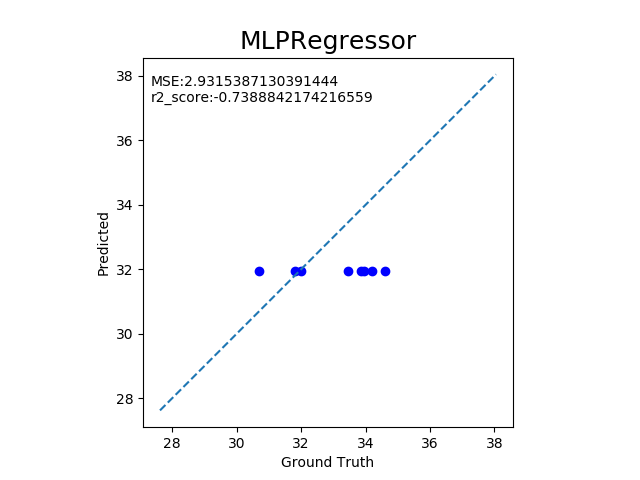 MLPRegressor
MSE:2.9315387130391444
r2_score:-0.7388842174216559
38
36
34
32
30
28
Predicted
28 30 32 34 36 38
Ground Truth